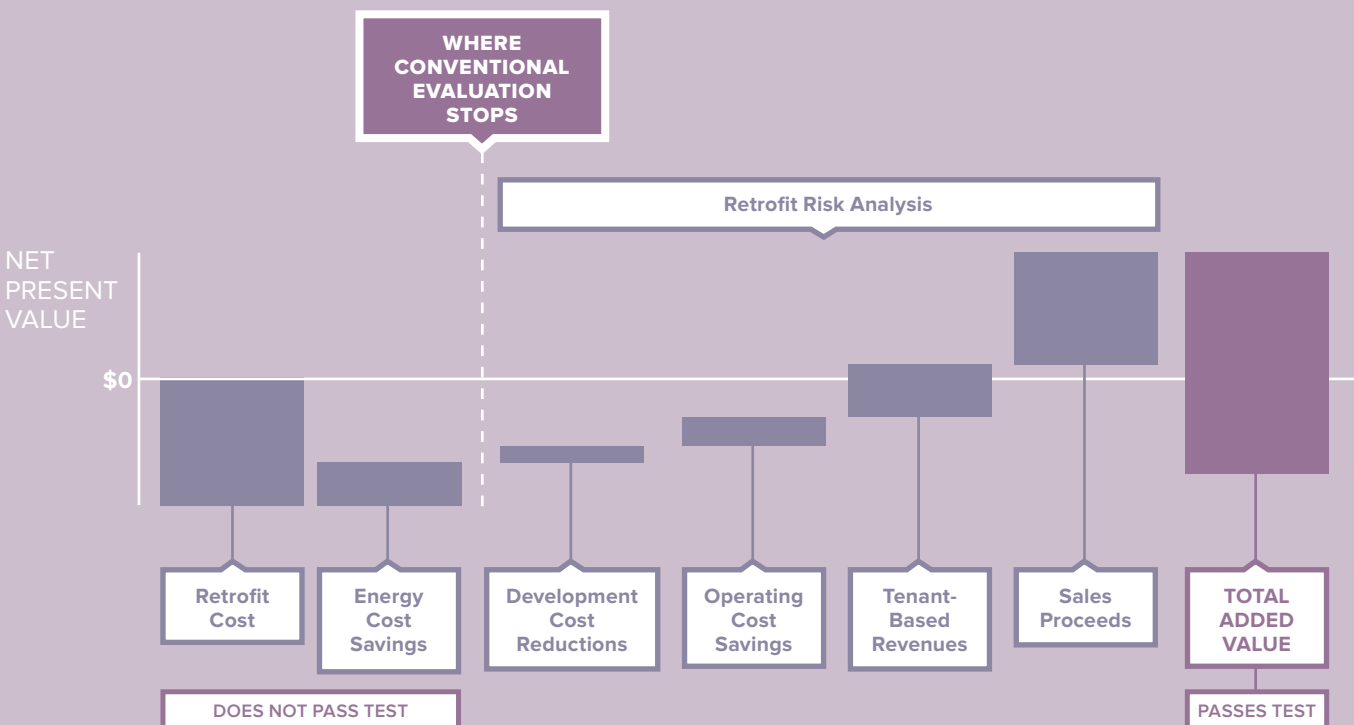 WHERE
CONVENTIONAL
EVALUATION
STOPS
Retrofit Risk Analysis
NET
PRESENT
VALUE
$0
Retrofit
Cost
Energy
Cost
Savings
Development
Cost
Reductions
Operating
Cost
Savings
Tenant-
Based
Revenues
Sales
Proceeds
TOTAL
ADDED
VALUE
DOES NOT PASS TEST
PASSES TEST